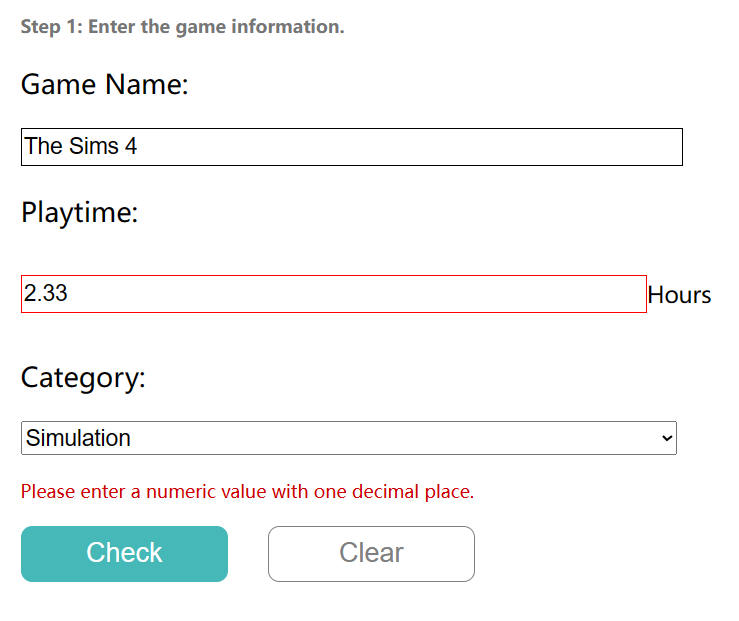 Step 1: Enter the game information.
Game Name:
The Sims 4
Playtime:
2.33 Hours
Category:
Simulation
Please enter a numeric value with one decimal place.
Check Clear